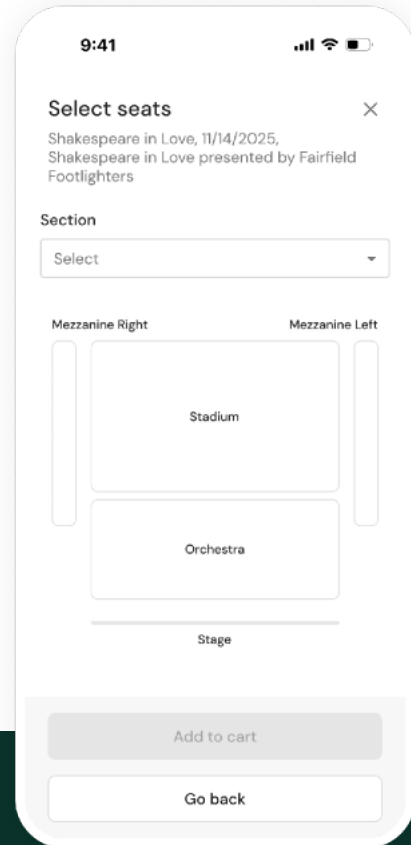 9:41
Select seats
Shakespeare in Love, 11/14/2025,
Shakespeare in Love presented by Fairfield
Footlighters
Section
Select
Mezzanine Right
Mezzanine Left
Stadium
Orchestra
Stage
Add to cart
Go back